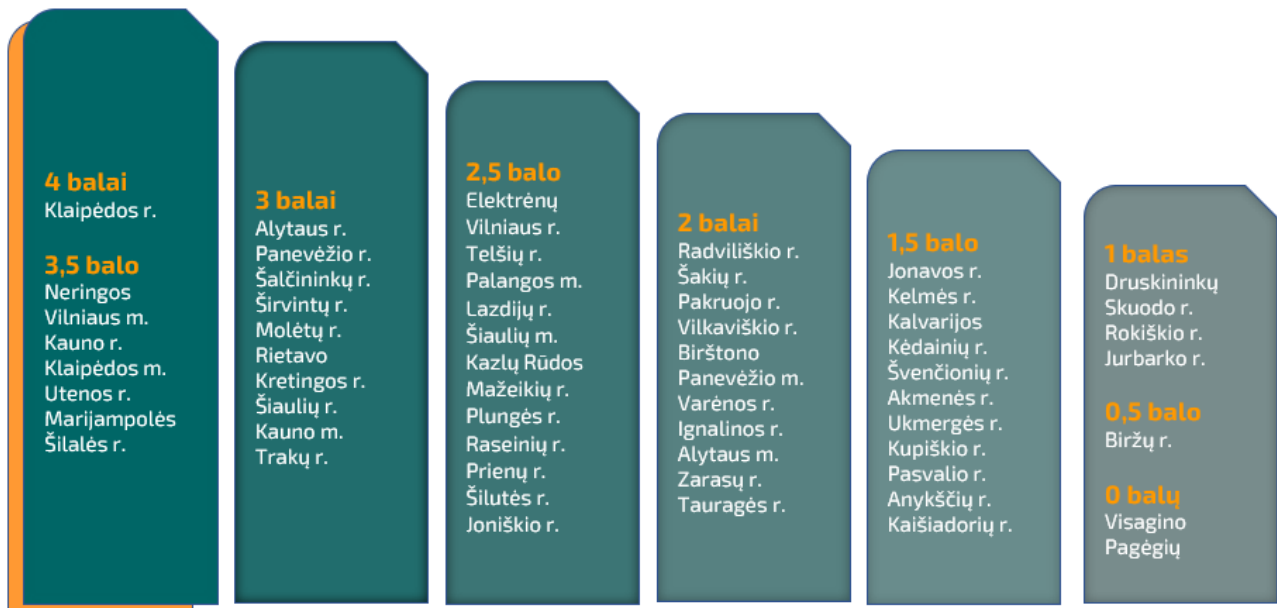 4 balai
Klaipėdos r.
3,5 balo
Neringos
Vilniaus m.
Kauno r.
Klaipėdos m.
Utenos r.
Marijampolės
Šilalės r.
3 balai
Alytaus r.
Panevėžio r.
Šalčininkų r.
Širvintų r.
Molėtų r.
Rietavo
Kretingos r.
Šiaulių r.
Kauno m.
Trakų r.
2,5 balo
Elektrėnų
Vilniaus r.
Telšių r.
Palangos m.
Lazdijų r.
Šiaulių m.
Kazlų Rūdos
Mažeikių r.
Plungės r.
Raseinių r.
Prienų r.
Šilutės r.
Joniškio r.
2 balai
Radviliškio r.
Šakių r.
Pakruojo r.
Vilkaviškio r.
Birštono
Panevėžio m.
Varėnos r.
Ignalinos r.
Alytaus m.
Zarasų r.
Tauragės r.
1,5 balo
Jonavos r.
Kelmės r.
Kalvarijos
Kėdainių r.
Švenčionių r.
Akmenės r.
Ukmergės r.
Kupiškio r.
Pasvalio r.
Anykščių r.
Kaišiadorių r.
1 balas
Druskininkų
Skuodo r.
Rokiškio r.
Jurbarko r.
0,5 balo
Biržų r.
0 balų
Visagino
Pagėgių